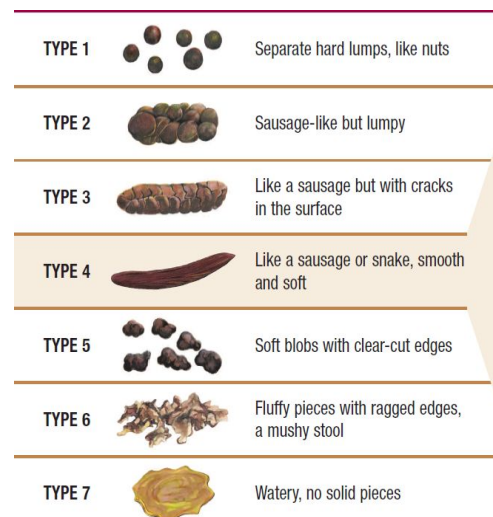 TYPE 1
Separate hard lumps, like nuts
TYPE 2
Sausage-like but lumpy
TYPE 3
Like a sausage but with cracks
in the surface
TYPE 4
Like a sausage or snake, smooth
and soft
TYPE 5
Soft blobs with clear-cut edges
TYPE 6
Fluffy pieces with ragged edges,
a mushy stool
TYPE 7
Watery, no solid pieces